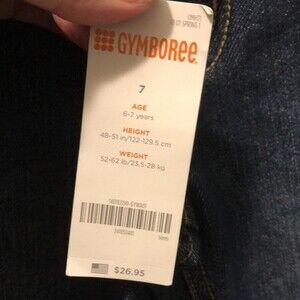 GYMBOREE
7
AGE
6-7 years
HEIGHT
48-51 in/122-129.5 cm
WEIGHT
52-62 lb/23.5-28 kg
$26.95